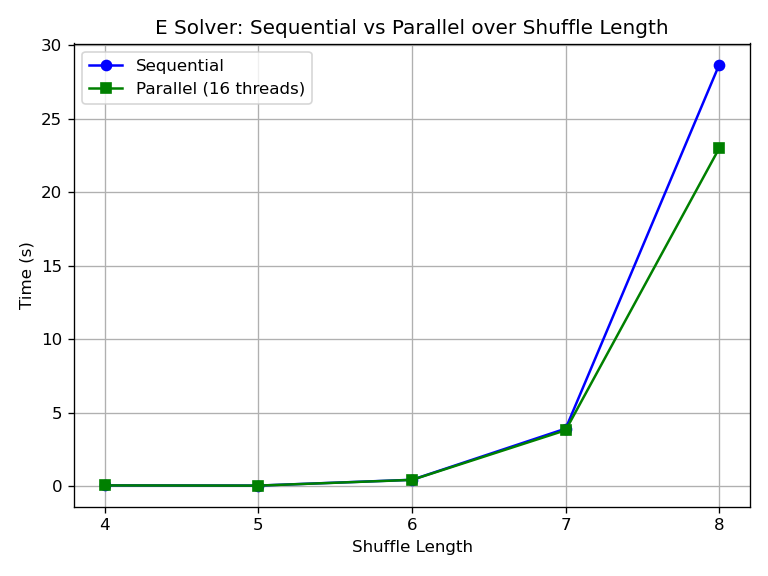 E Solver: Sequential vs Parallel over Shuffle Length
Sequential
Parallel (16 threads)
30
25
20
15
10
5
0
Time (s)
4 5 6 7 8
Shuffle Length